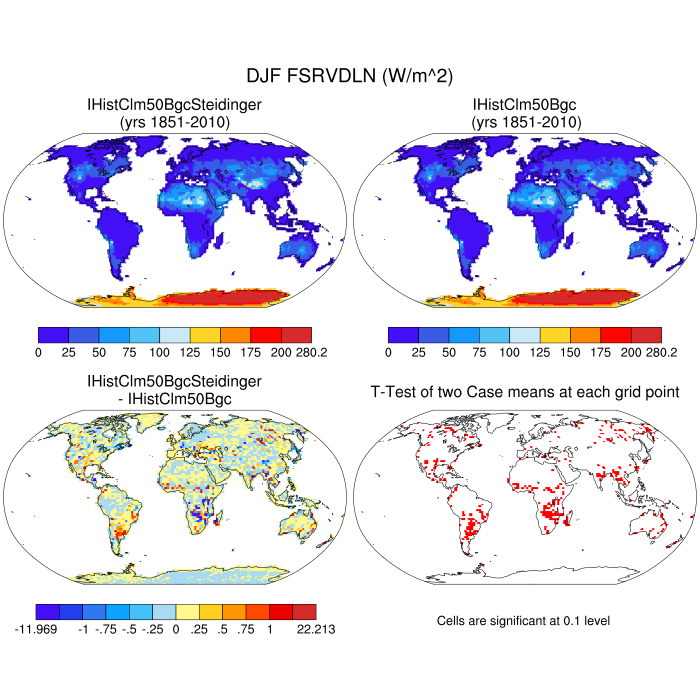 DJF FSRVDLN (W/m^2)
IHistClm50BgcSteidinger
(yrs 1851-2010)
IHistClm50Bgc
(yrs 1851-2010)
0 25 50 75 100 125 150 175 200 280.2
0 25 50 75 100 125 150 175 200 280.2
IHistClm50BgcSteidinger
- IHistClm50Bgc
T-Test of two Case means at each grid point
-11.969 -1 -.75 -.5 -.25 0 .25 .5 .75 1 22.213
Cells are significant at 0.1 level